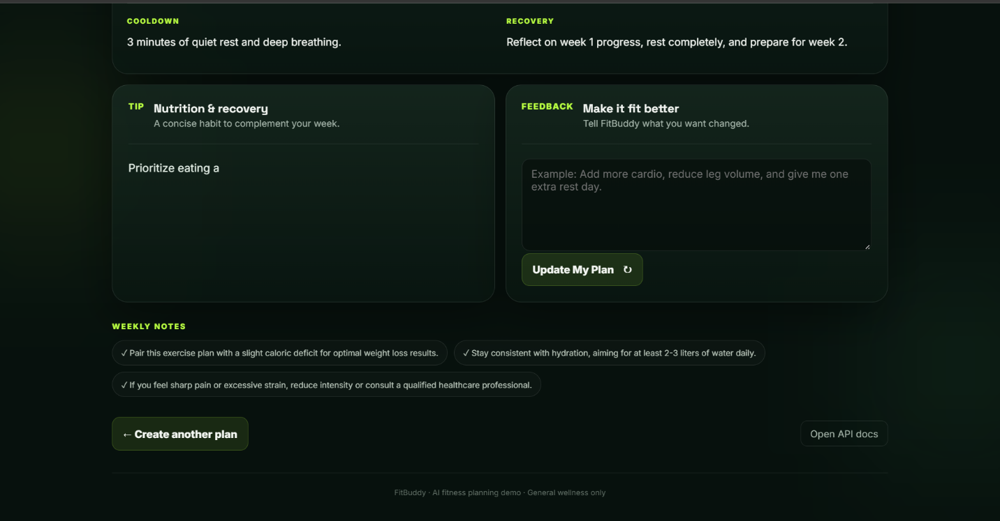 COOLDOWN
3 minutes of quiet rest and deep breathing.
RECOVERY
Reflect on week 1 progress, rest completely, and prepare for week 2.
TIP
Nutrition & recovery
A concise habit to complement your week.
Prioritize eating a
FEEDBACK
Make it fit better
Tell FitBuddy what you want changed.
Example: Add more cardio, reduce leg volume, and give me one
extra rest day.
Update My Plan ↻
WEEKLY NOTES
✓ Pair this exercise plan with a slight caloric deficit for optimal weight loss results.
✓ Stay consistent with hydration, aiming for at least 2-3 liters of water daily.
✓ If you feel sharp pain or excessive strain, reduce intensity or consult a qualified healthcare professional.
← Create another plan
Open API docs
FitBuddy · AI fitness planning demo · General wellness only